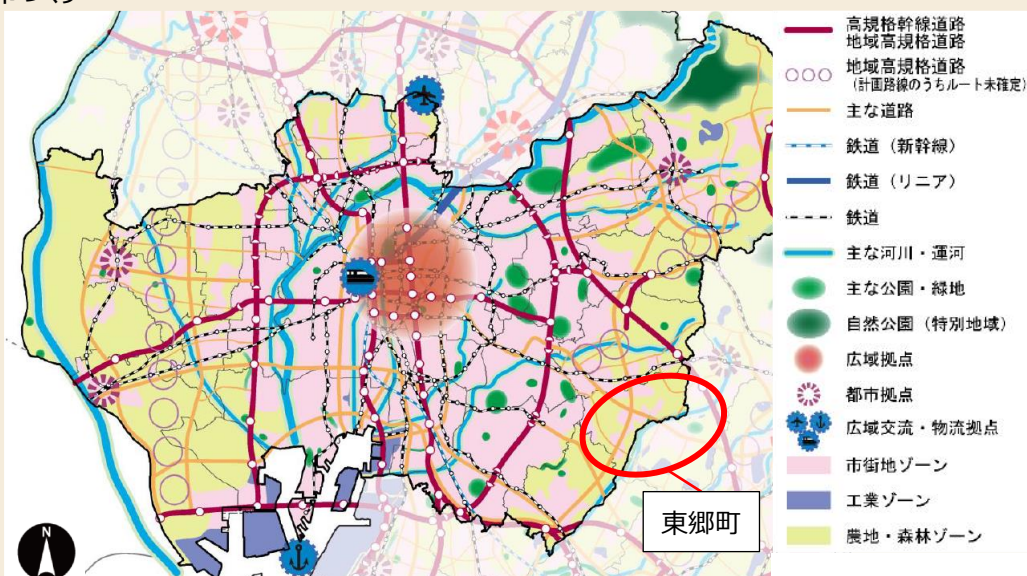 高規格幹線道路
地域高規格道路
地域高規格道路
(計画路線のうちルート未確定)
主な道路
鉄道（新幹線）
鉄道（リニア）
鉄道
主な河川・運河
主な公園・緑地
自然公園（特別地域）
広域拠点
都市拠点
広域交流・物流拠点
市街地ゾーン
工業ゾーン
農地・森林ゾーン
東郷町
N